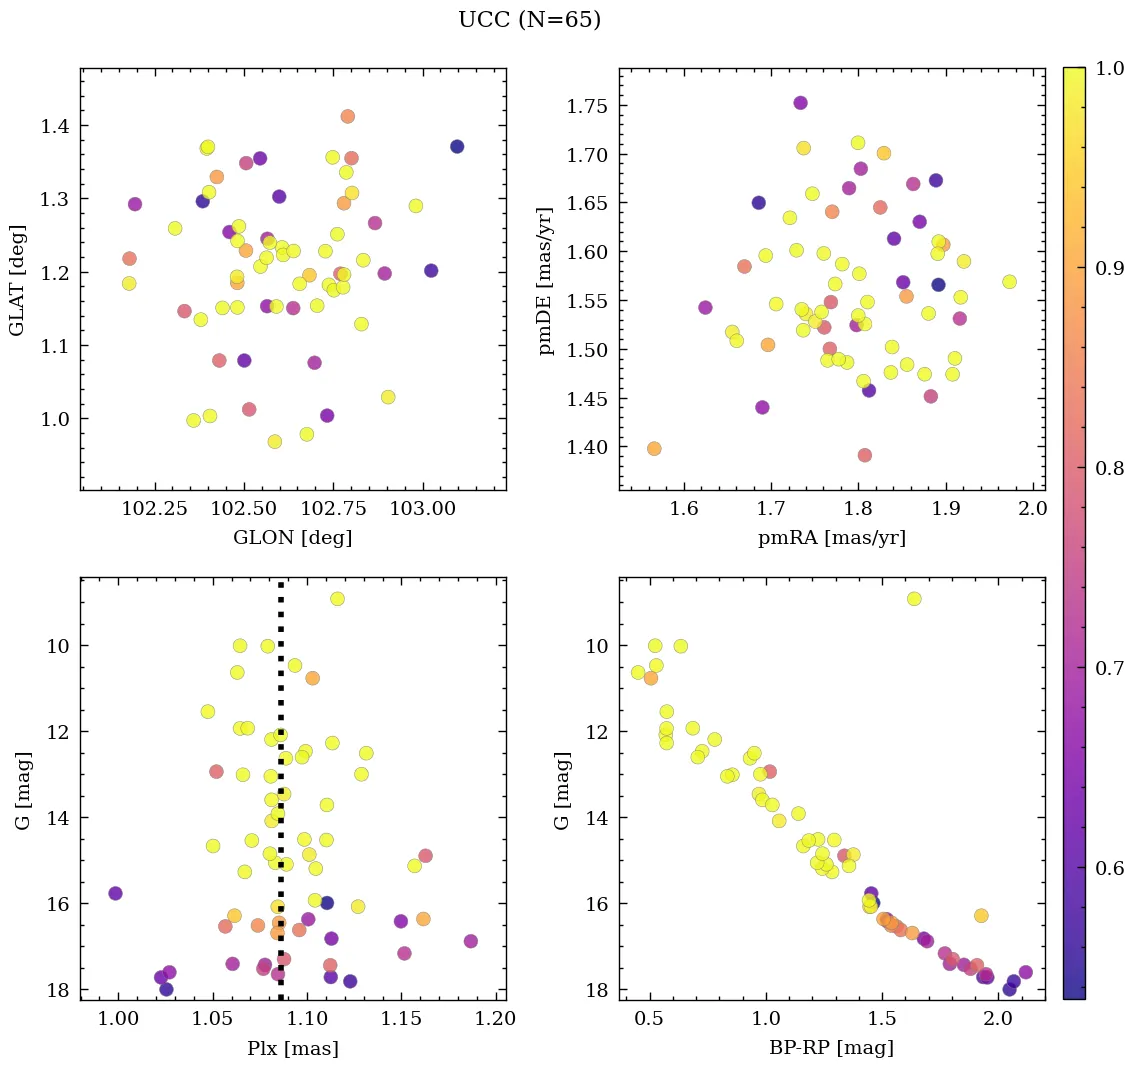 UCC (N=65)
1.4
1.3
1.2
1.1
1.0
GLAT [deg]
102.25 102.50 102.75 103.00
GLON [deg]
1.75
1.70
1.65
1.60
1.55
1.50
1.45
1.40
pmDE [mas/yr]
1.6 1.7 1.8 1.9 2.0
pmRA [mas/yr]
10
12
14
16
18
G [mag]
1.00 1.05 1.10 1.15 1.20
Plx [mas]
10
12
14
16
18
G [mag]
0.5 1.0 1.5 2.0
BP-RP [mag]
1.0
0.9
0.8
0.7
0.6